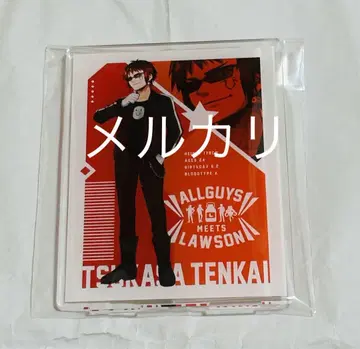 メルカリ
ALLGUYS
MEETS
LAWSON
TSUKASA TENKAI